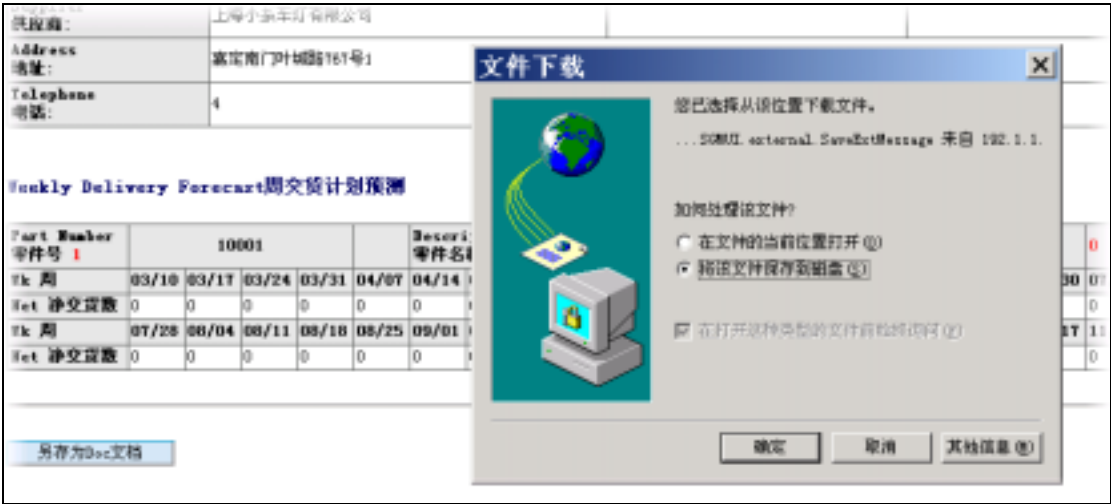 供应商:
上海小糸车灯有限公司
Address
地址:
嘉定南门叶城路767号1
Telephone
电话:
4
Weekly Delivery Forecast周交货计划预测
Part Number
零件号 1
10001
Descri
零件名称
0
Wk 周 03/10 03/17 03/24 03/31 04/07 04/14 30 07
Net 净交货数 0 0 0 0 0 0 0
Wk 周 07/28 08/04 08/11 08/18 08/25 09/01 17 11
Net 净交货数 0 0 0 0 0 0 0
另存为Doc文档
文件下载
您已选择从该位置下载文件。
...SGMUI.external.SaveExtMessage 来自 192.1.1.
如何处理该文件?
在文件的当前位置打开(O)
将该文件保存到磁盘(S)
在打开这种类型的文件前始终询问(W)
确定
取消
其他信息(M)